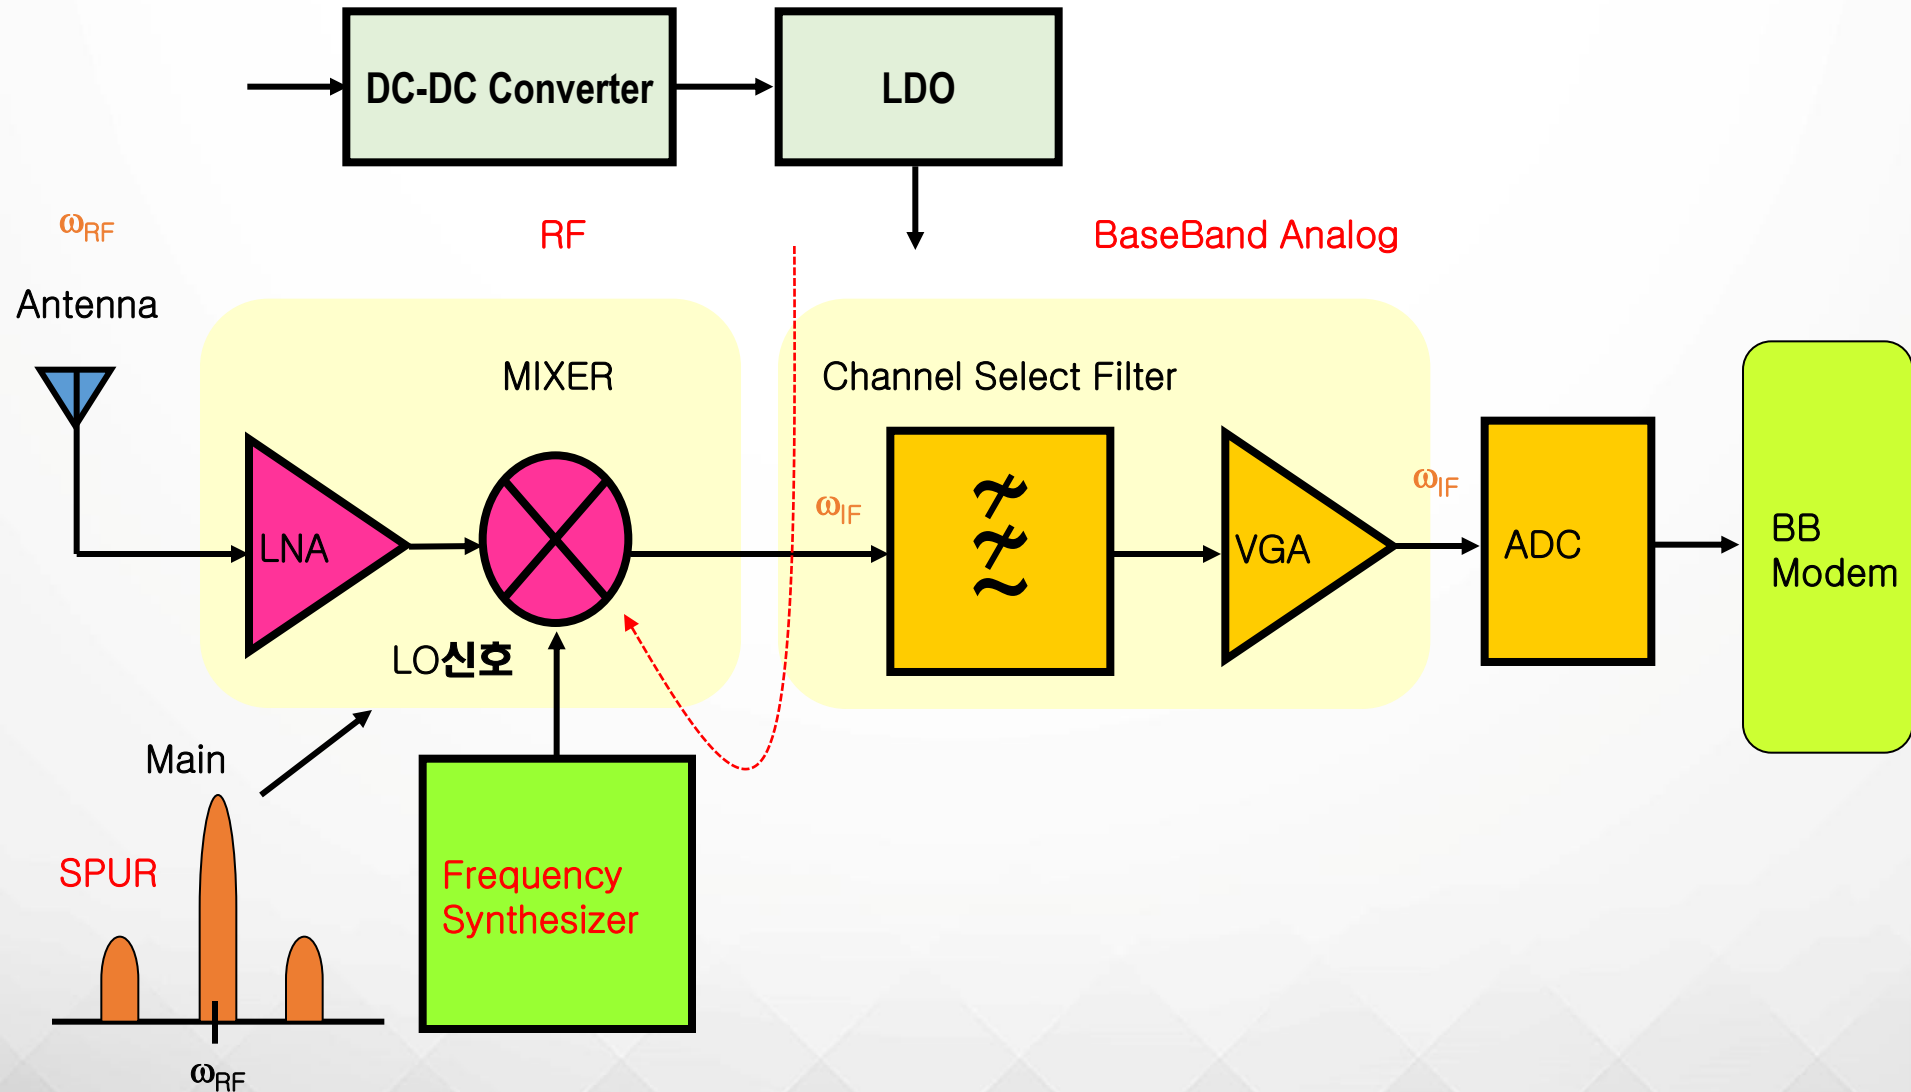 DC-DC Converter
LDO
ωRF
RF
BaseBand Analog
Antenna
MIXER
Channel Select Filter
LNA
ωIF
VGA
ωIF
ADC
BB
Modem
LO신호
Main
SPUR
Frequency
Synthesizer
ωRF